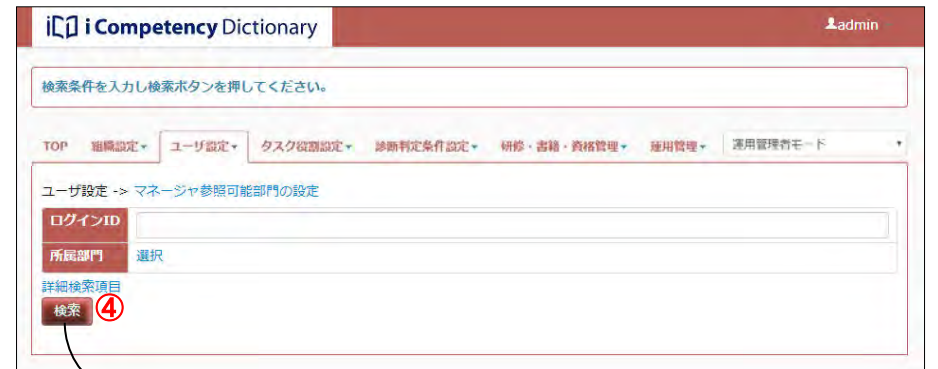 i Competency Dictionary
admin
検索条件を入力し検索ボタンを押してください。
TOP 組織設定 ユーザ設定 タスク役割設定 診断判定条件設定 研修・書籍・資格管理 運用管理 運用管理者モード
ユーザ設定 -> マネージャ参照可能部門の設定
ログインID
所属部門 選択
詳細検索項目
検索 ④